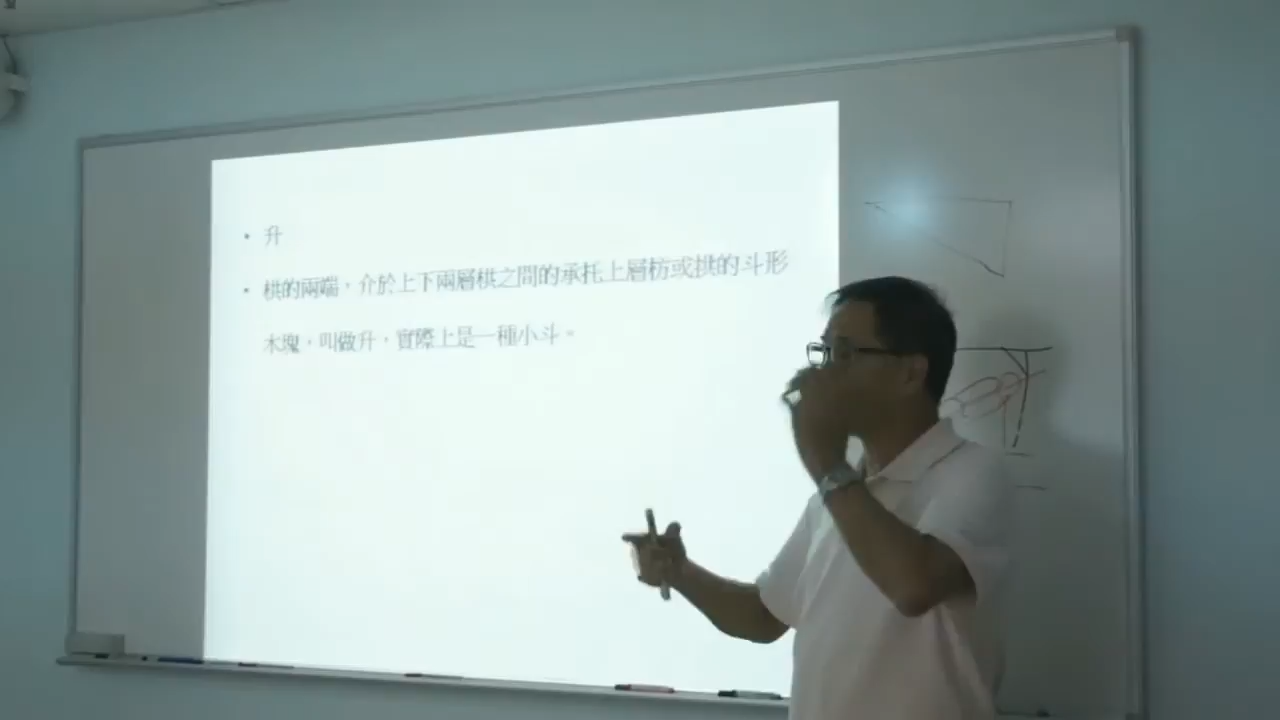 • 升
• 栱的兩端，介於上下兩層栱之間的承托上層枋或拱的斗形
木塊，叫做升，實際上是一種小斗。